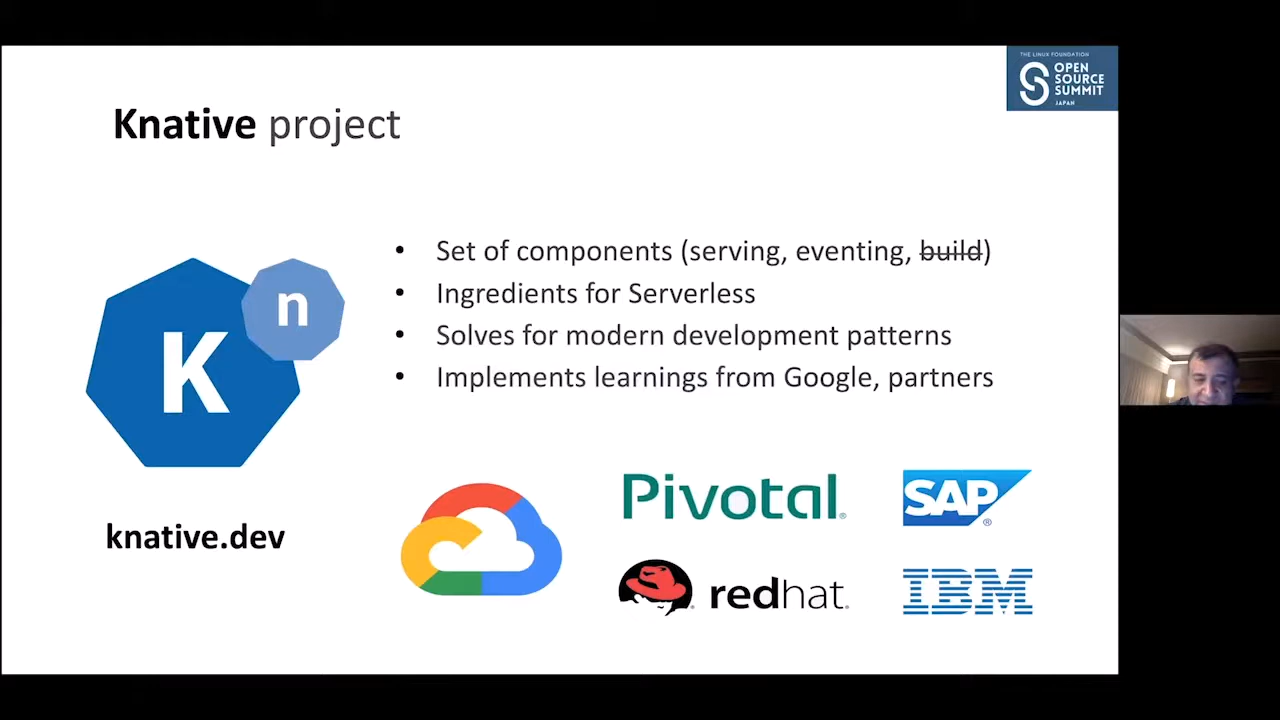 THE LINUX FOUNDATION
OPEN
SOURCE
SUMMIT
JAPAN
Knative project
• Set of components (serving, eventing, build)
• Ingredients for Serverless
• Solves for modern development patterns
• Implements learnings from Google, partners
K
n
knative.dev
Pivotal®
SAP®
redhat®
IBM